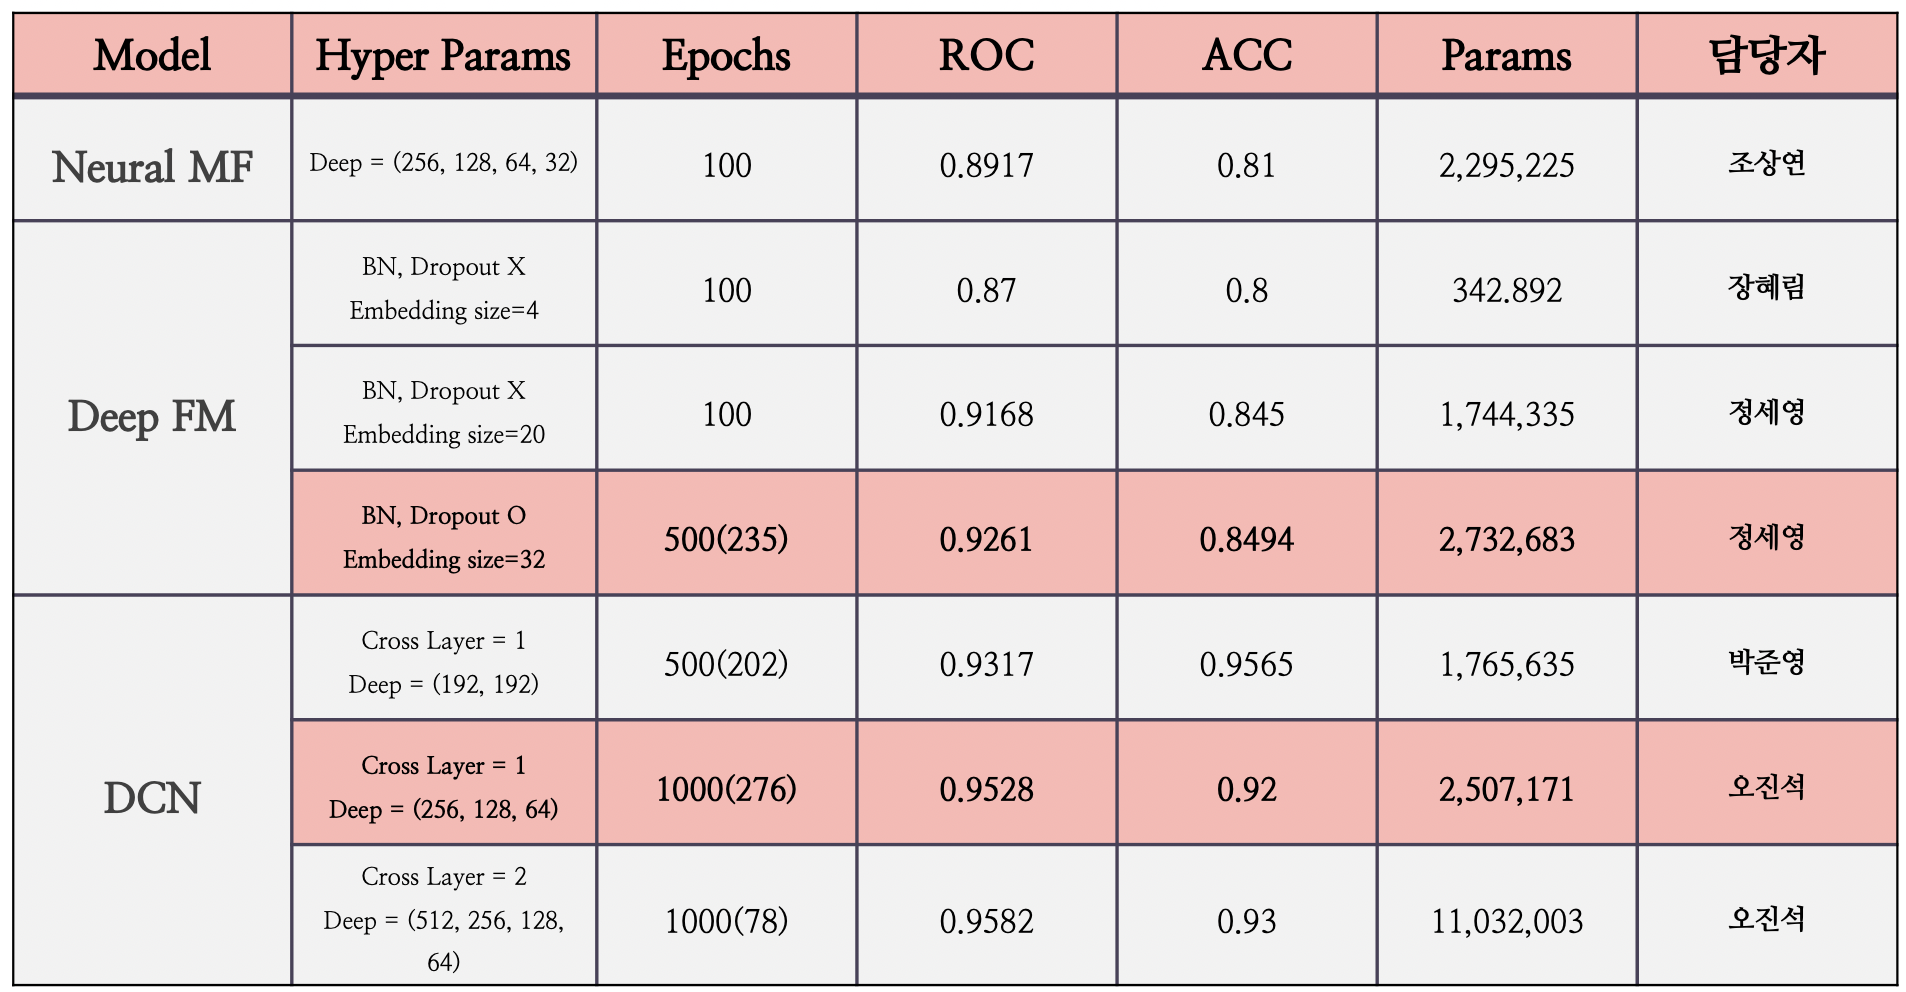 Model Hyper Params Epochs ROC ACC Params 담당자
Neural MF Deep = (256, 128, 64, 32) 100 0.8917 0.81 2,295,225 조상연
Deep FM
BN, Dropout X
Embedding size=4
100 0.87 0.8 342.892 장혜림
BN, Dropout X
Embedding size=20
100 0.9168 0.845 1,744,335 정세영
BN, Dropout O
Embedding size=32
500(235) 0.9261 0.8494 2,732,683 정세영
DCN
Cross Layer = 1
Deep = (192, 192)
500(202) 0.9317 0.9565 1,765,635 박준영
Cross Layer = 1
Deep = (256, 128, 64)
1000(276) 0.9528 0.92 2,507,171 오진석
Cross Layer = 2
Deep = (512, 256, 128,
64)
1000(78) 0.9582 0.93 11,032,003 오진석